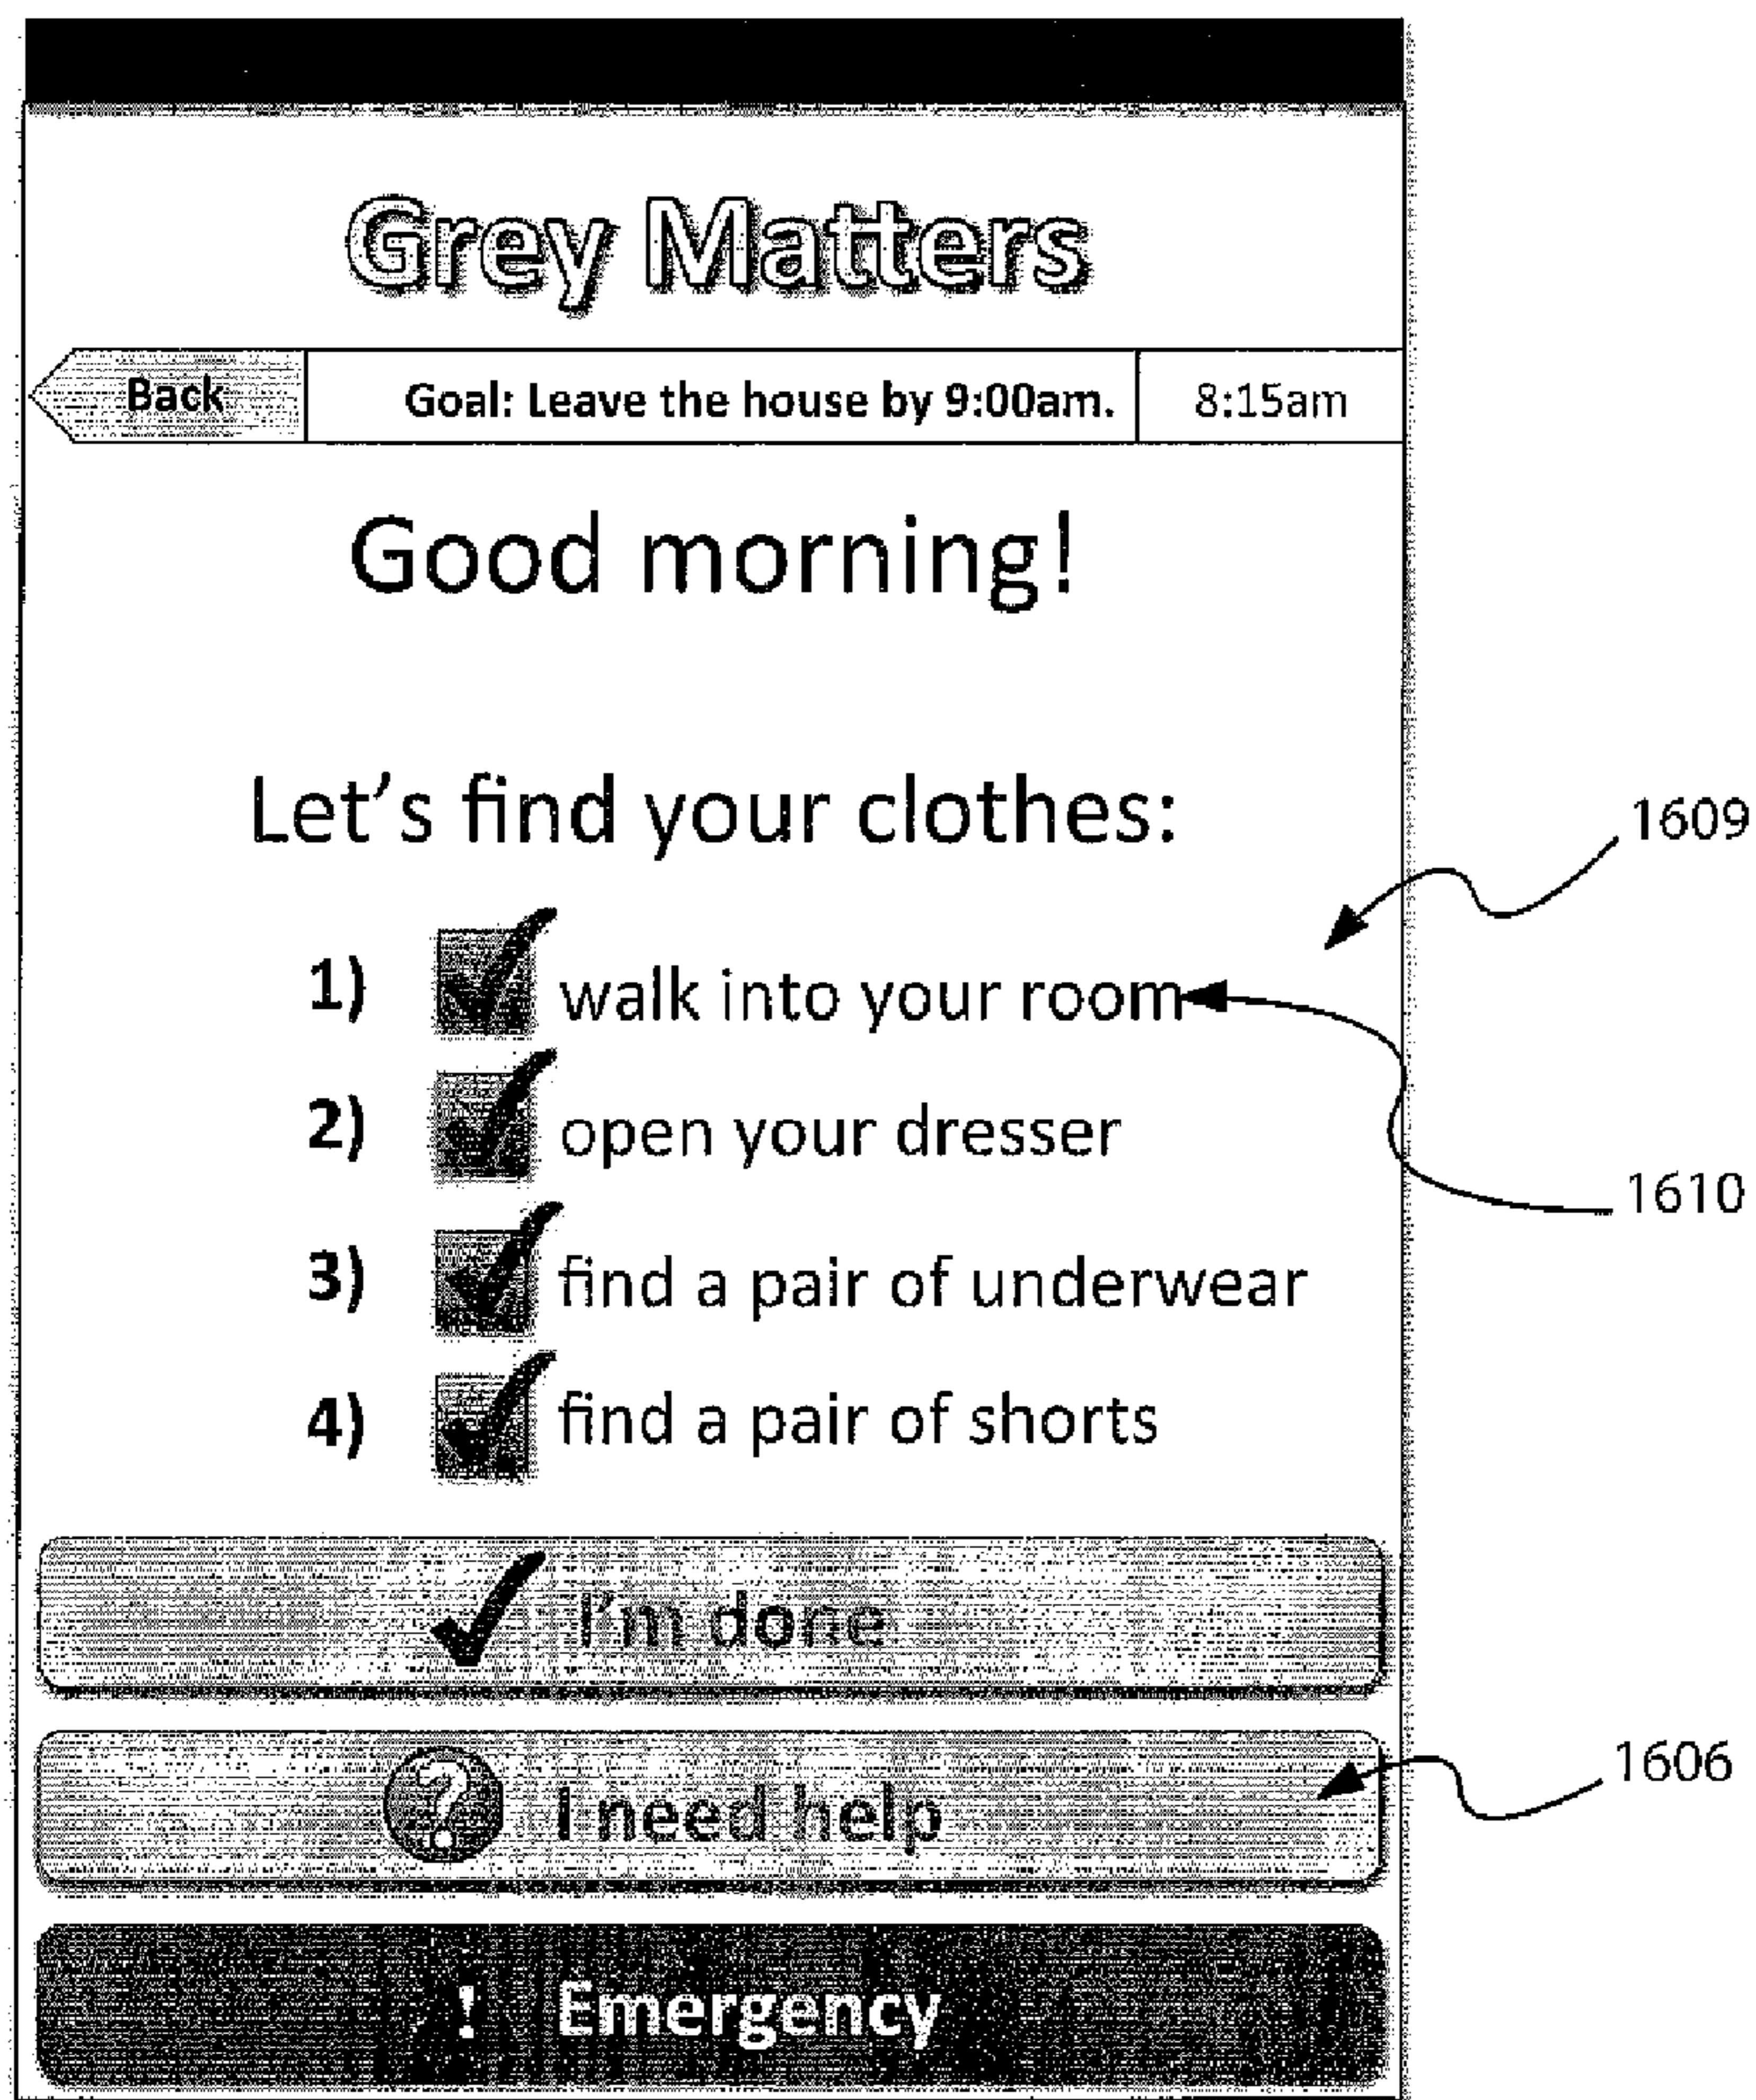 Grey Matters
Back Goal: Leave the house by 9:00am. 8:15am
Good morning!
Let's find your clothes:
1609
1) walk into your room
2) open your dresser
1610
3) find a pair of underwear
4) find a pair of shorts
I'm done
1606
? I need help
! Emergency